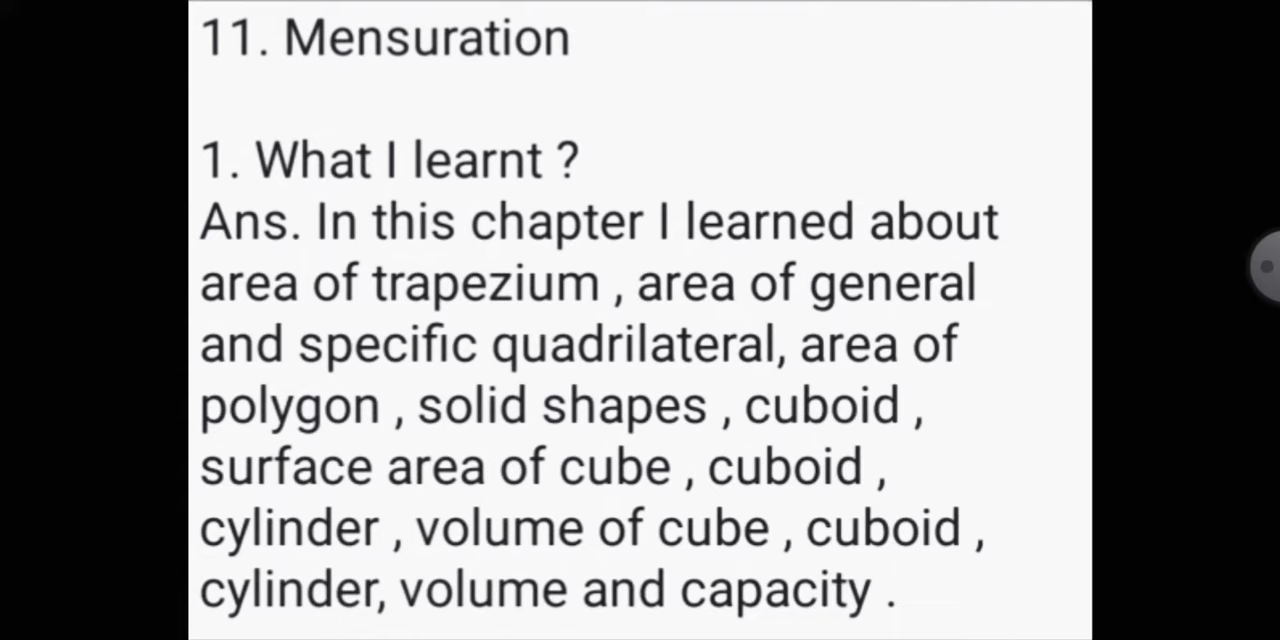 11. Mensuration
1. What I learnt ?
Ans. In this chapter I learned about
area of trapezium , area of general
and specific quadrilateral, area of
polygon , solid shapes , cuboid ,
surface area of cube , cuboid ,
cylinder , volume of cube , cuboid ,
cylinder, volume and capacity .